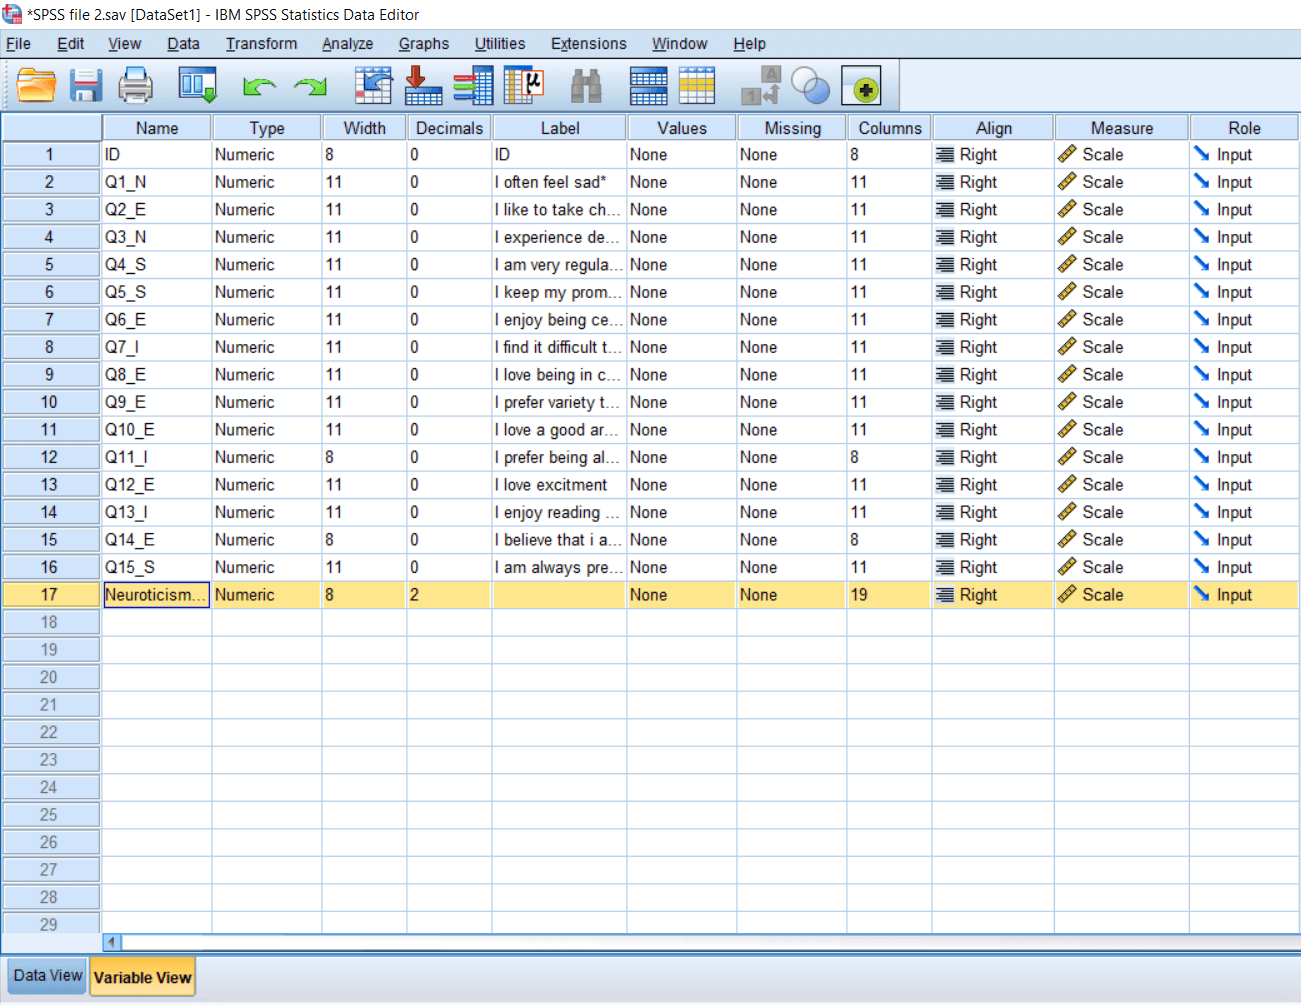 *SPSS file 2.sav [DataSet1] - IBM SPSS Statistics Data Editor
File Edit View Data Transform Analyze Graphs Utilities Extensions Window Help
Name Type Width Decimals Label Values Missing Columns Align Measure Role
1 ID Numeric 8 0 ID None None 8 Right Scale Input
2 Q1_N Numeric 11 0 I often feel sad* None None 11 Right Scale Input
3 Q2_E Numeric 11 0 I like to take ch... None None 11 Right Scale Input
4 Q3_N Numeric 11 0 I experience de... None None 11 Right Scale Input
5 Q4_S Numeric 11 0 I am very regula... None None 11 Right Scale Input
6 Q5_S Numeric 11 0 I keep my prom... None None 11 Right Scale Input
7 Q6_E Numeric 11 0 I enjoy being ce... None None 11 Right Scale Input
8 Q7_I Numeric 11 0 I find it difficult t... None None 11 Right Scale Input
9 Q8_E Numeric 11 0 I love being in c... None None 11 Right Scale Input
10 Q9_E Numeric 11 0 I prefer variety t... None None 11 Right Scale Input
11 Q10_E Numeric 11 0 I love a good ar... None None 11 Right Scale Input
12 Q11_I Numeric 8 0 I prefer being al... None None 8 Right Scale Input
13 Q12_E Numeric 11 0 I love excitment None None 11 Right Scale Input
14 Q13_I Numeric 11 0 I enjoy reading ... None None 11 Right Scale Input
15 Q14_E Numeric 8 0 I believe that i a... None None 8 Right Scale Input
16 Q15_S Numeric 11 0 I am always pre... None None 11 Right Scale Input
17 Neuroticism... Numeric 8 2 None None 19 Right Scale Input
18
19
20
21
22
23
24
25
26
27
28
29
Data View Variable View